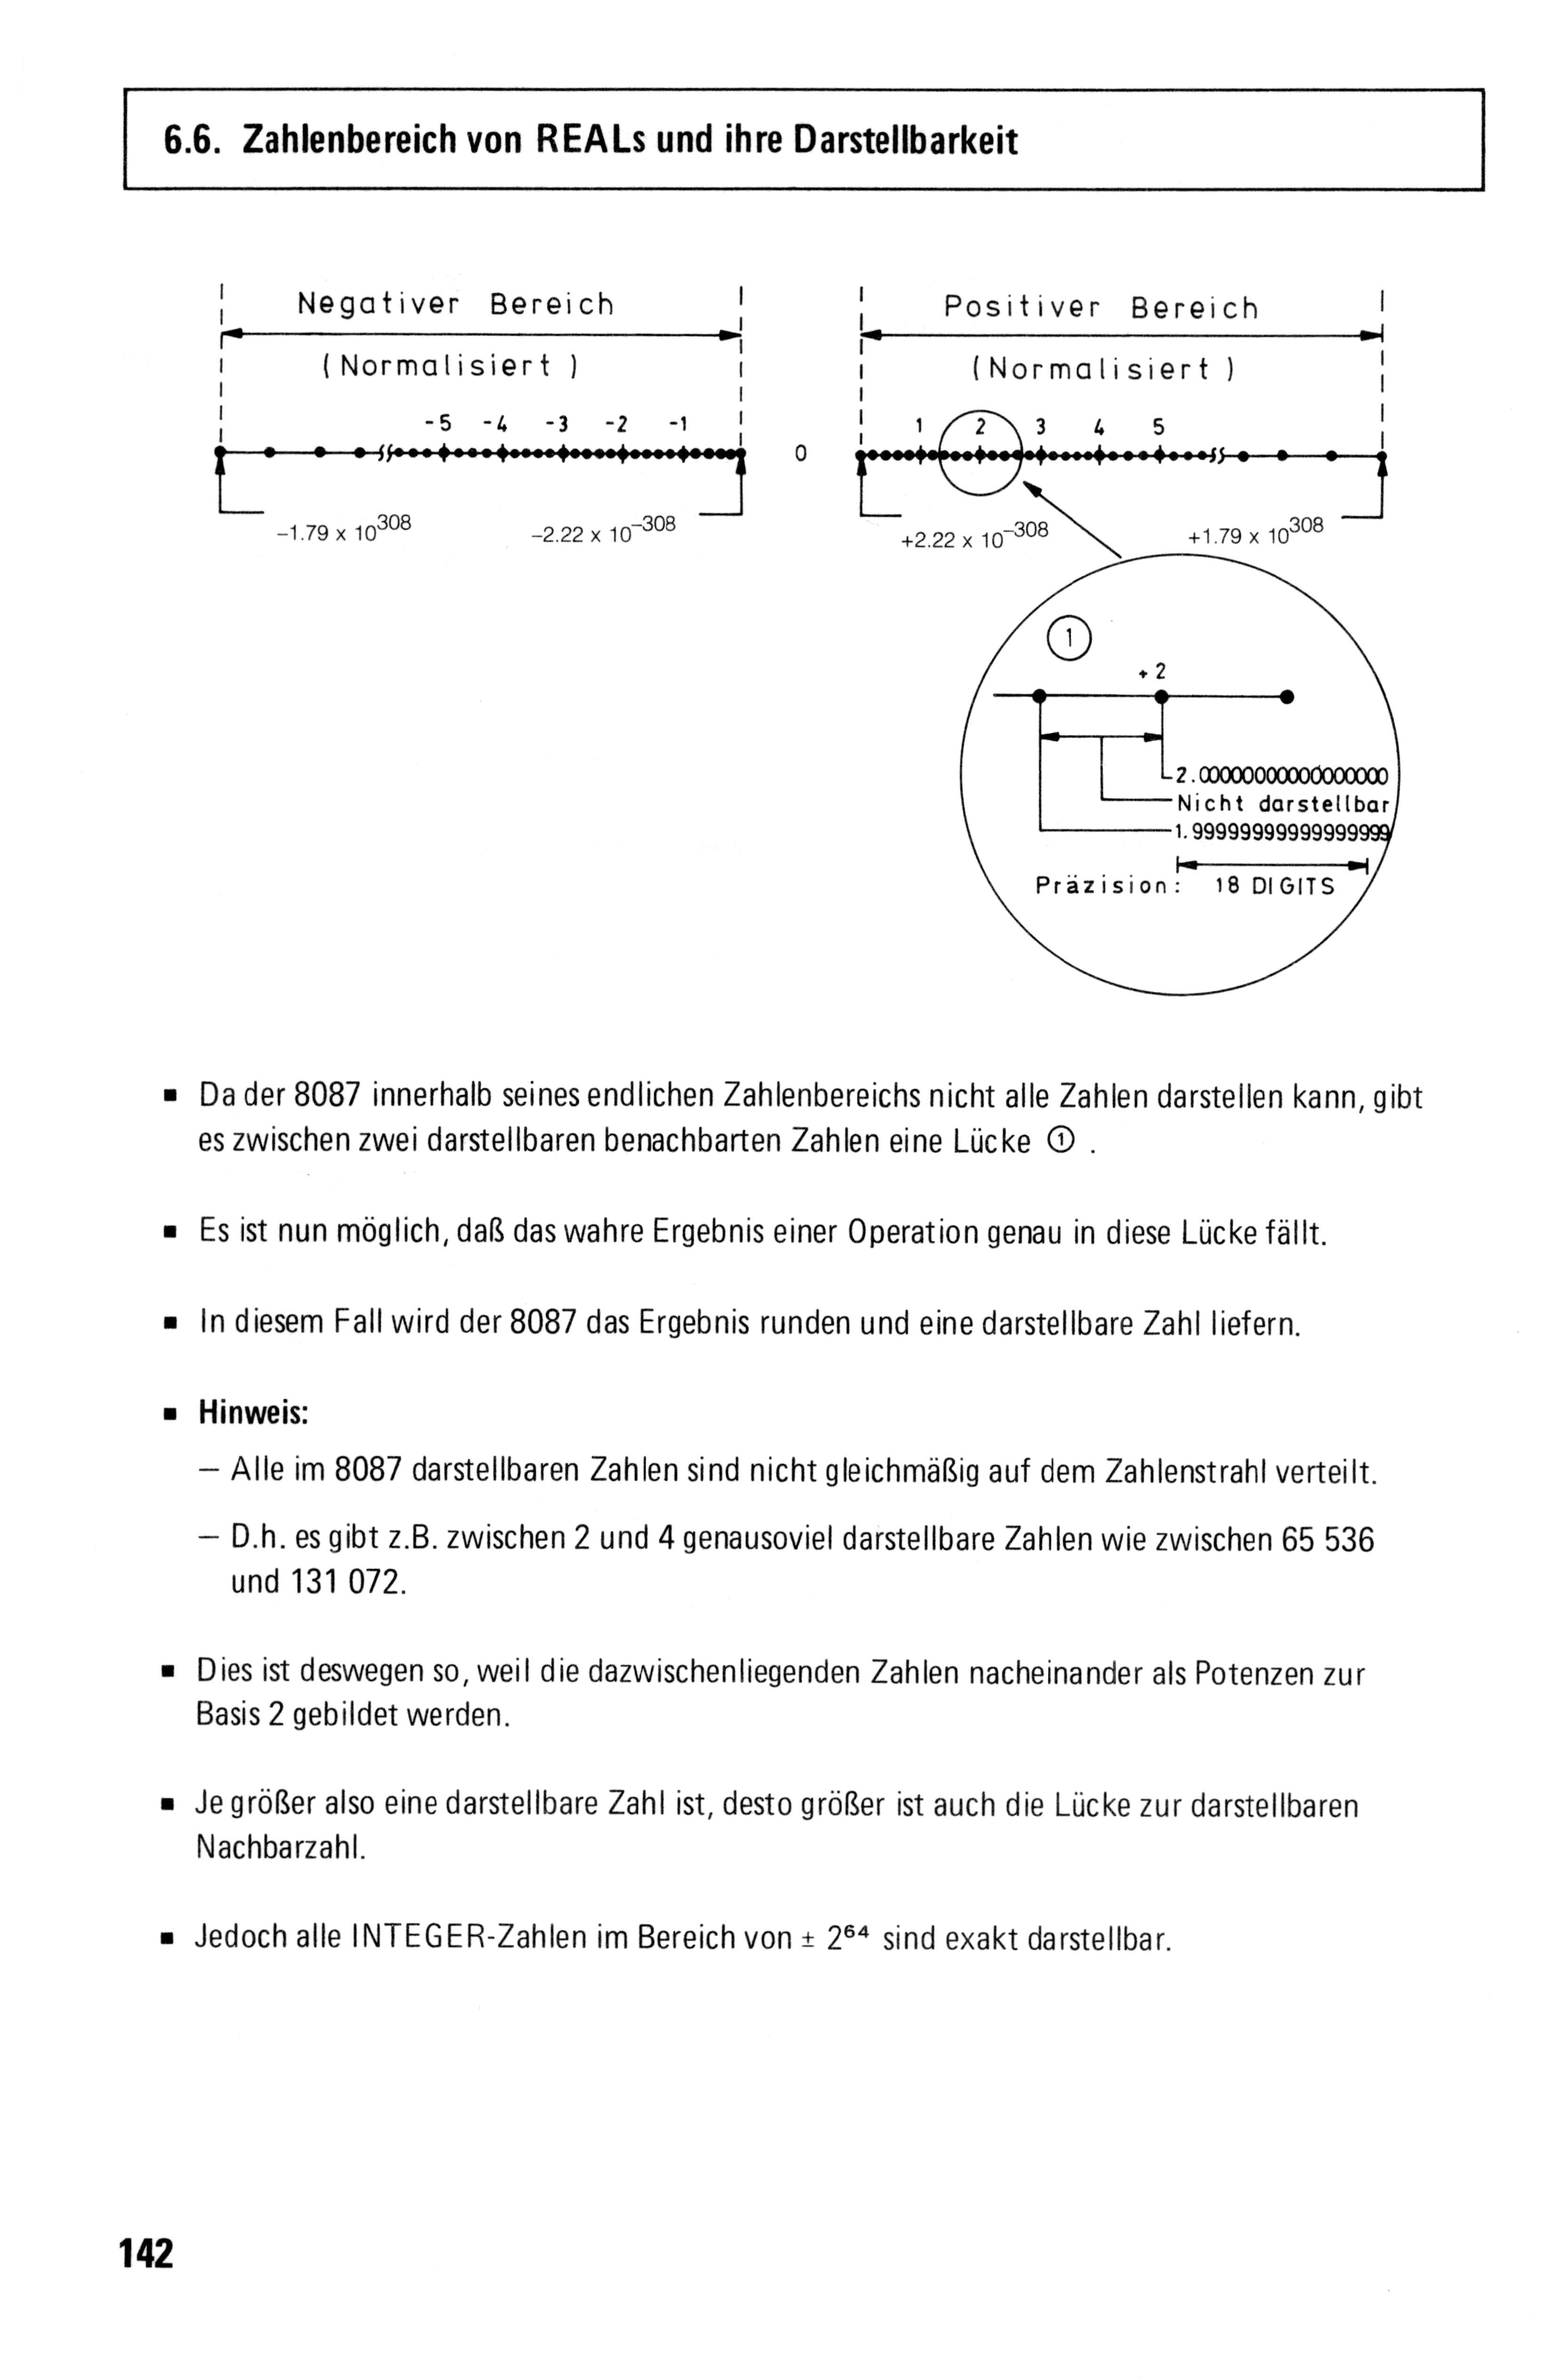 6.6. Zahlenbereich von REALs und ihre Darstellbarkeit
Negativer Bereich
(Normalisiert)
-5 -4 -3 -2 -1
-1.79 x 10^308
-2.22 x 10^-308
0
Positiver Bereich
(Normalisiert)
1 2 3 4 5
+2.22 x 10^-308
+1.79 x 10^308
①
+2
2.000000000000000000
Nicht darstellbar
1.999999999999999999
Präzision: 18 DIGITS
■ Da der 8087 innerhalb seines endlichen Zahlenbereichs nicht alle Zahlen darstellen kann, gibt
es zwischen zwei darstellbaren benachbarten Zahlen eine Lücke ① .
■ Es ist nun möglich, daß das wahre Ergebnis einer Operation genau in diese Lücke fällt.
■ In diesem Fall wird der 8087 das Ergebnis runden und eine darstellbare Zahl liefern.
■ Hinweis:
– Alle im 8087 darstellbaren Zahlen sind nicht gleichmäßig auf dem Zahlenstrahl verteilt.
– D.h. es gibt z.B. zwischen 2 und 4 genausoviel darstellbare Zahlen wie zwischen 65 536
und 131 072.
■ Dies ist deswegen so, weil die dazwischenliegenden Zahlen nacheinander als Potenzen zur
Basis 2 gebildet werden.
■ Je größer also eine darstellbare Zahl ist, desto größer ist auch die Lücke zur darstellbaren
Nachbarzahl.
■ Jedoch alle INTEGER-Zahlen im Bereich von ± 2⁶⁴ sind exakt darstellbar.
142